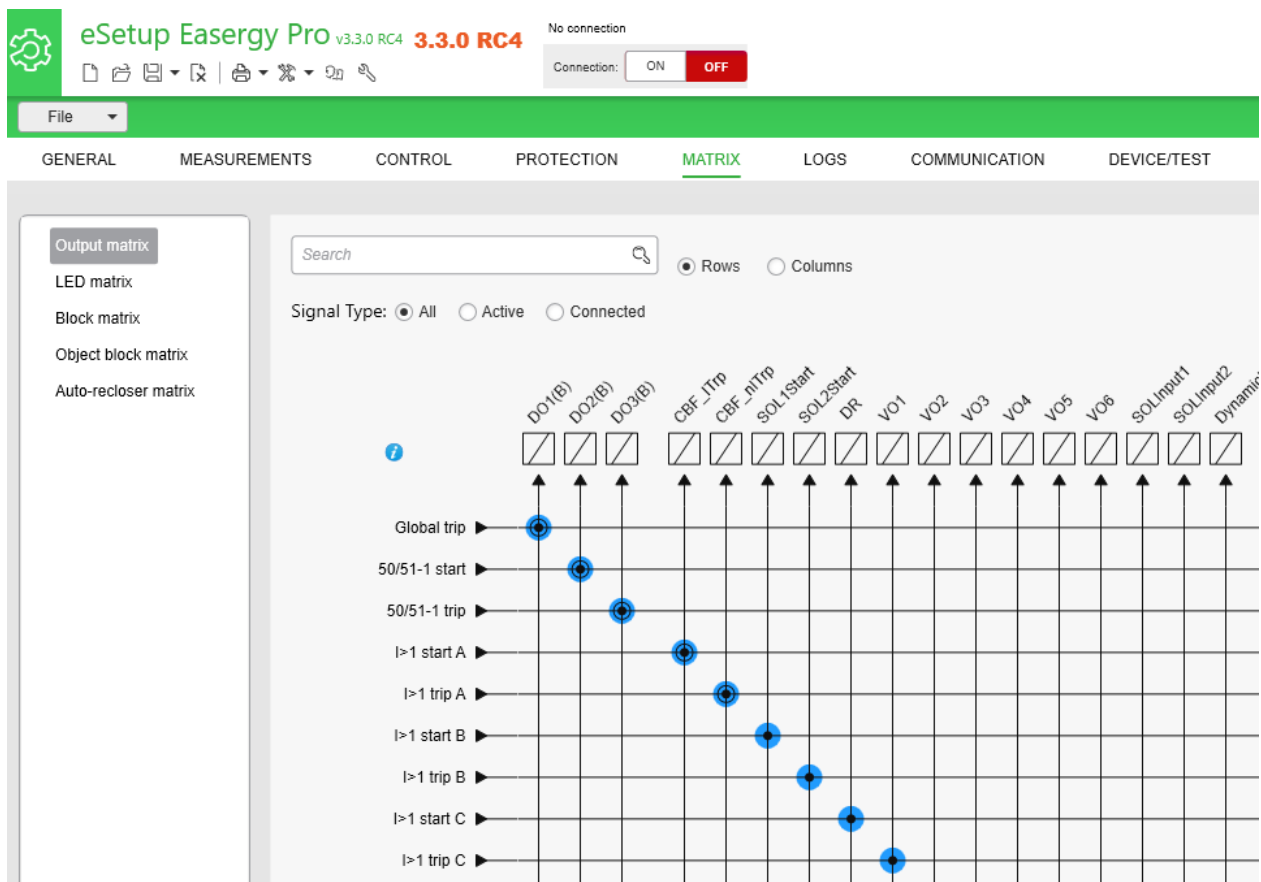 eSetup Easergy Pro v3.3.0 RC4 3.3.0 RC4
No connection
Connection: ON OFF
File
GENERAL MEASUREMENTS CONTROL PROTECTION MATRIX LOGS COMMUNICATION DEVICE/TEST
Output matrix
LED matrix
Block matrix
Object block matrix
Auto-recloser matrix
Search
Rows Columns
Signal Type: All Active Connected
DO1(B) DO2(B) DO3(B) CBF_ITrp CBF_nITrp SOL1Start SOL2Start DR VO1 VO2 VO3 VO4 VO5 VO6 SOLInput1 SOLInput2
Global trip
50/51-1 start
50/51-1 trip
I>1 start A
I>1 trip A
I>1 start B
I>1 trip B
I>1 start C
I>1 trip C